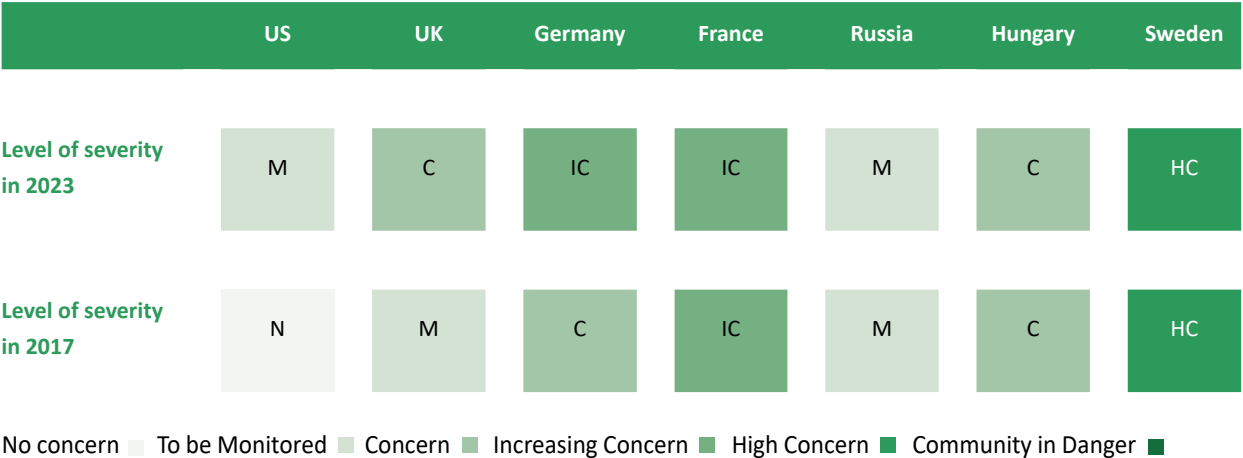 US UK Germany France Russia Hungary Sweden
Level of severity
in 2023
M C IC IC M C HC
Level of severity
in 2017
N M C IC M C HC
No concern To be Monitored Concern Increasing Concern High Concern Community in Danger